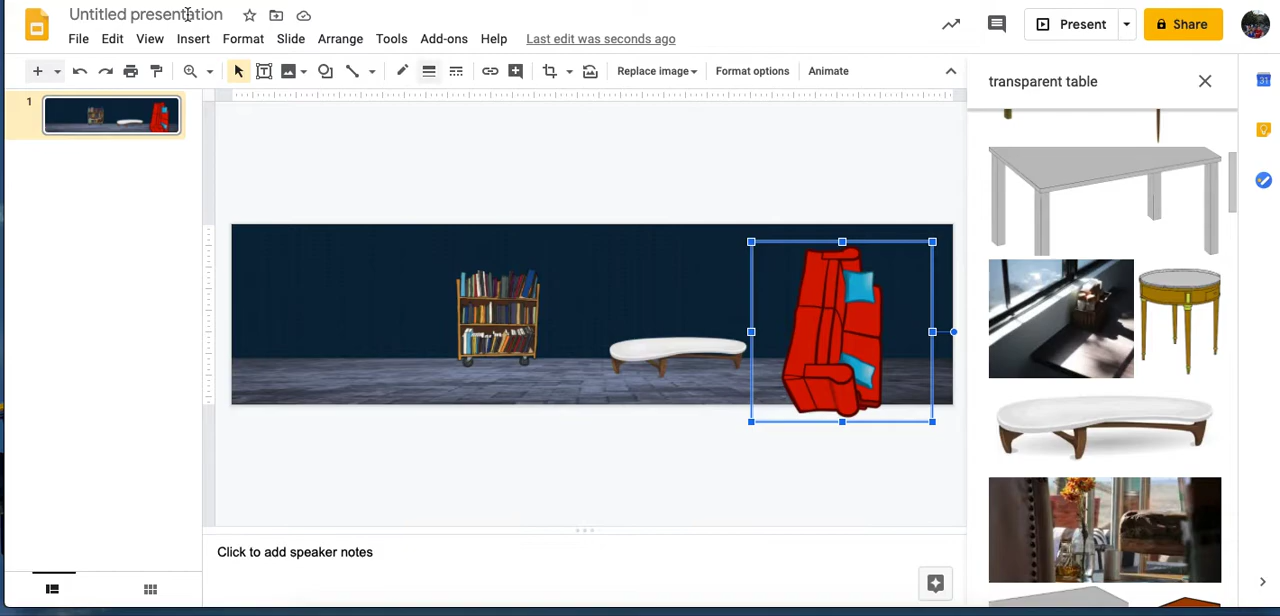 Untitled presentation
File Edit View Insert Format Slide Arrange Tools Add-ons Help Last edit was seconds ago
Present
Share
Replace image Format options Animate
transparent table
1
31
Click to add speaker notes